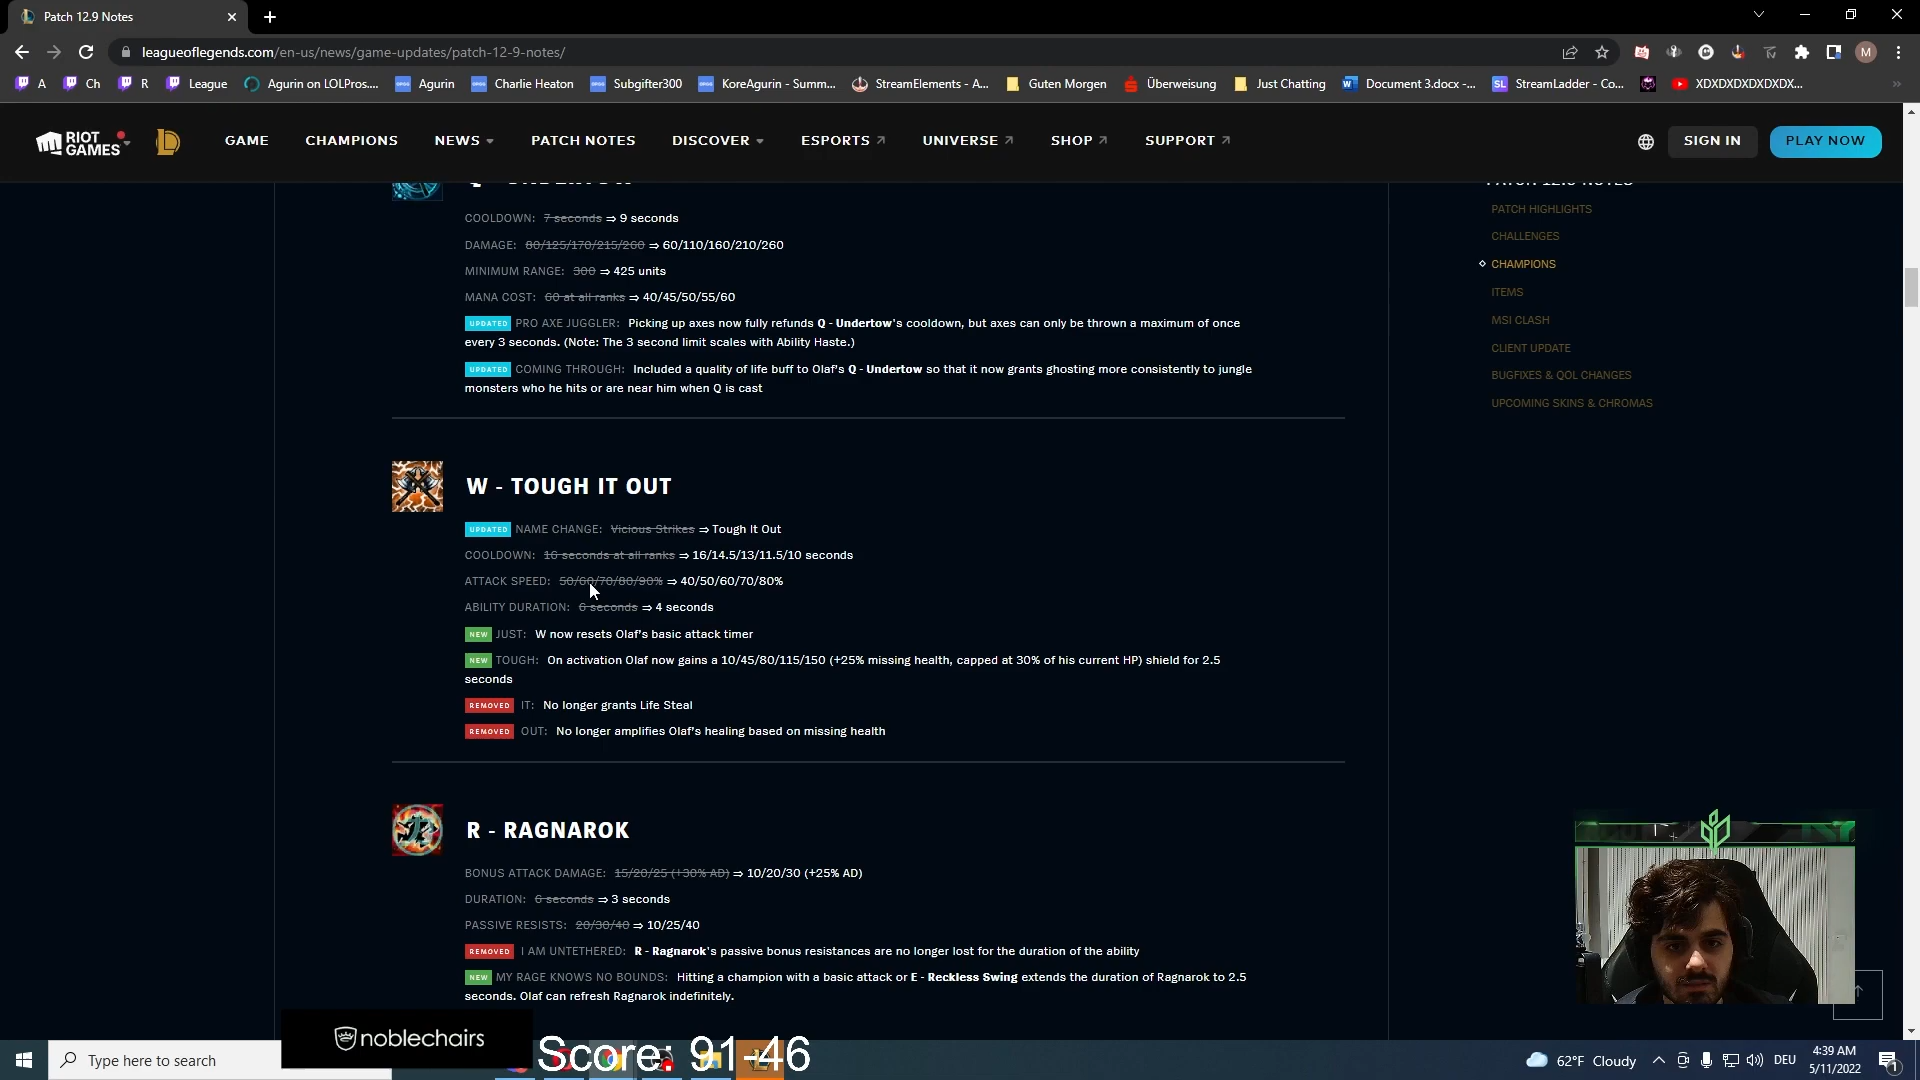 Patch 12.9 Notes
leagueoflegends.com/en-us/news/game-updates/patch-12-9-notes/
M
A
Ch
R
League
Agurin on LOLPros....
Agurin
Charlie Heaton
Subgifter300
KoreAgurin - Summ...
StreamElements - A...
Guten Morgen
Überweisung
Just Chatting
Document 3.docx -...
SL
StreamLadder - Co...
XDXDXDXDXDXDX...
RIOT GAMES
GAME
CHAMPIONS
NEWS
PATCH NOTES
DISCOVER
ESPORTS
UNIVERSE
SHOP
SUPPORT
SIGN IN
PLAY NOW
COOLDOWN: 7 seconds ⇒ 9 seconds
DAMAGE: 80/125/170/215/260 ⇒ 60/110/160/210/260
MINIMUM RANGE: 300 ⇒ 425 units
MANA COST: 60 at all ranks ⇒ 40/45/50/55/60
UPDATED PRO AXE JUGGLER: Picking up axes now fully refunds Q - Undertow's cooldown, but axes can only be thrown a maximum of once
every 3 seconds. (Note: The 3 second limit scales with Ability Haste.)
UPDATED COMING THROUGH: Included a quality of life buff to Olaf's Q - Undertow so that it now grants ghosting more consistently to jungle
monsters who he hits or are near him when Q is cast
W - TOUGH IT OUT
UPDATED NAME CHANGE: Vicious Strikes ⇒ Tough It Out
COOLDOWN: 16 seconds at all ranks ⇒ 16/14.5/13/11.5/10 seconds
ATTACK SPEED: 50/60/70/80/90% ⇒ 40/50/60/70/80%
ABILITY DURATION: 6 seconds ⇒ 4 seconds
NEW JUST: W now resets Olaf's basic attack timer
NEW TOUGH: On activation Olaf now gains a 10/45/80/115/150 (+25% missing health, capped at 30% of his current HP) shield for 2.5
seconds
REMOVED IT: No longer grants Life Steal
REMOVED OUT: No longer amplifies Olaf's healing based on missing health
R - RAGNAROK
BONUS ATTACK DAMAGE: 15/20/25 (+30% AD) ⇒ 10/20/30 (+25% AD)
DURATION: 6 seconds ⇒ 3 seconds
PASSIVE RESISTS: 20/30/40 ⇒ 10/25/40
REMOVED I AM UNTETHERED: R - Ragnarok's passive bonus resistances are no longer lost for the duration of the ability
NEW MY RAGE KNOWS NO BOUNDS: Hitting a champion with a basic attack or E - Reckless Swing extends the duration of Ragnarok to 2.5
seconds. Olaf can refresh Ragnarok indefinitely.
PATCH 12.9 NOTES
PATCH HIGHLIGHTS
CHALLENGES
CHAMPIONS
ITEMS
MSI CLASH
CLIENT UPDATE
BUGFIXES & QOL CHANGES
UPCOMING SKINS & CHROMAS
noblechairs
Score: 91-46
Type here to search
62°F Cloudy
DEU
4:39 AM
5/11/2022
1